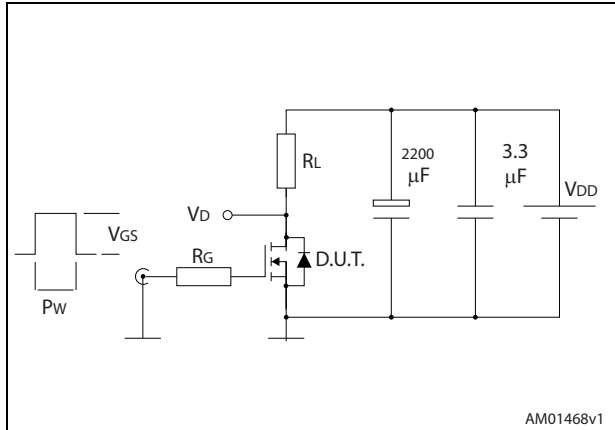 RL
2200
μF
3.3
μF
VDD
VD
VGS
RG
D.U.T.
PW
AM01468v1